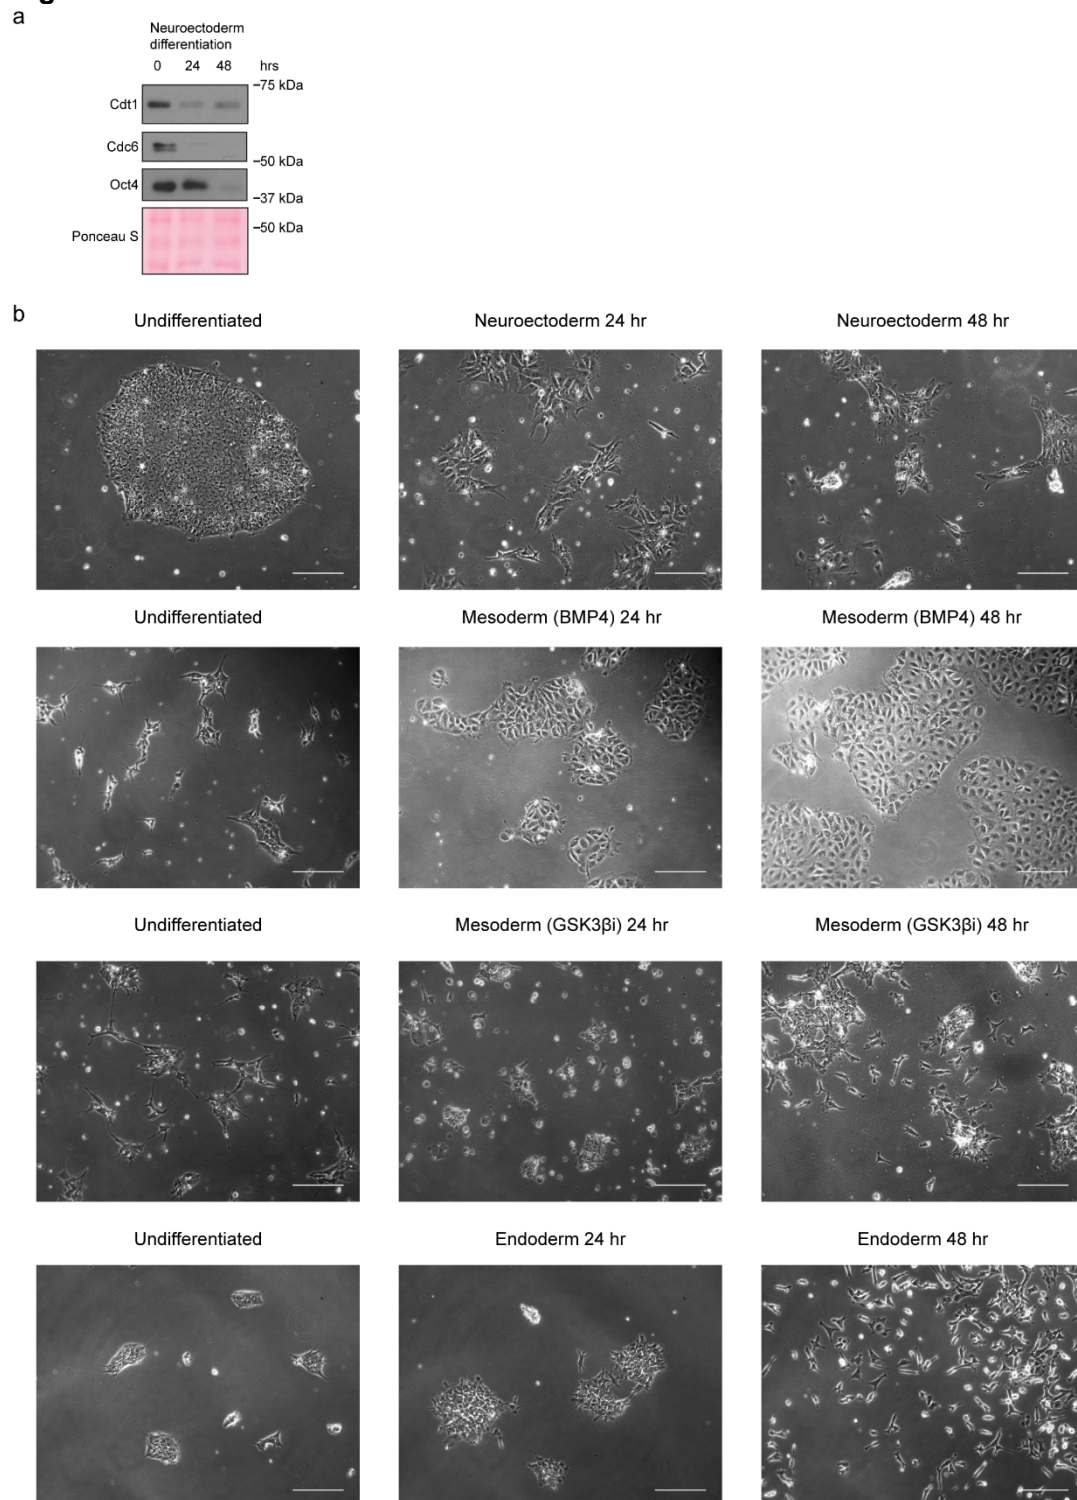 a
Neuroectoderm
differentiation
0 24 48 hrs
−75 kDa
Cdt1
Cdc6
−50 kDa
Oct4
−37 kDa
−50 kDa
Ponceau S
b
Undifferentiated Neuroectoderm 24 hr Neuroectoderm 48 hr
Undifferentiated Mesoderm (BMP4) 24 hr Mesoderm (BMP4) 48 hr
Undifferentiated Mesoderm (GSK3βi) 24 hr Mesoderm (GSK3βi) 48 hr
Undifferentiated Endoderm 24 hr Endoderm 48 hr